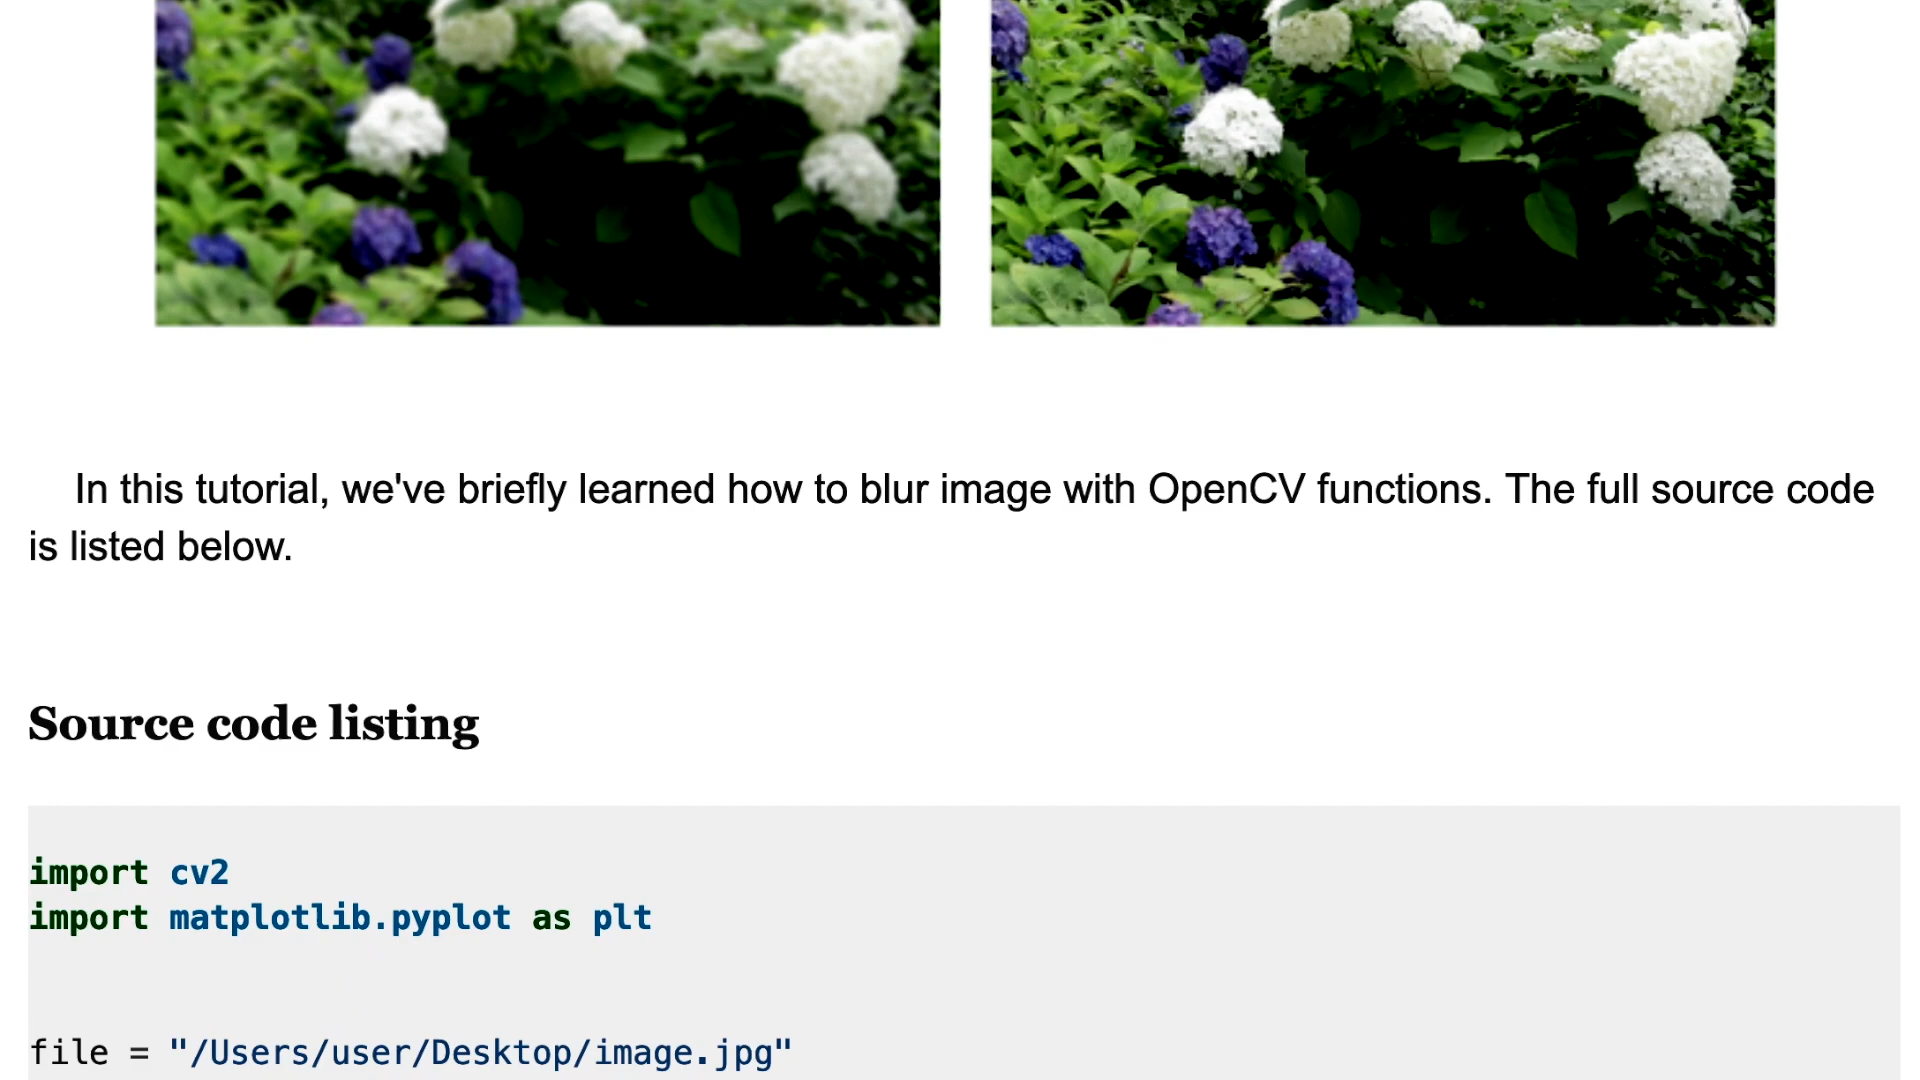 In this tutorial, we've briefly learned how to blur image with OpenCV functions. The full source code
is listed below.
Source code listing
import cv2
import matplotlib.pyplot as plt
file = "/Users/user/Desktop/image.jpg"